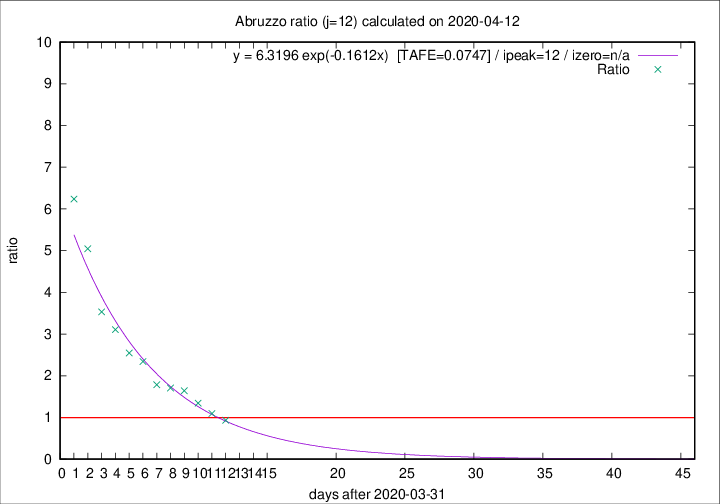 Abruzzo ratio (j=12) calculated on 2020-04-12
y = 6.3196 exp(-0.1612x)  [TAFE=0.0747] / ipeak=12 / izero=n/a
Ratio
10
9
8
7
6
5
4
3
2
1
0
ratio
0 1 2 3 4 5 6 7 8 9 10 11 12 13 14 15 20 25 30 35 40 45
days after 2020-03-31